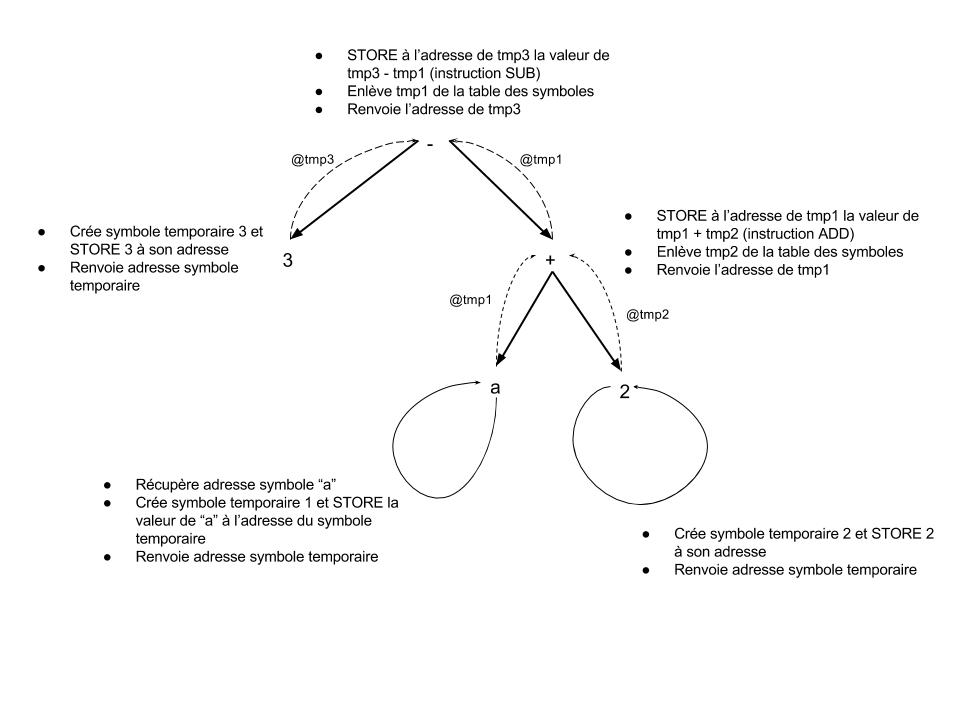 ● STORE à l’adresse de tmp3 la valeur de
tmp3 - tmp1 (instruction SUB)
● Enlève tmp1 de la table des symboles
● Renvoie l’adresse de tmp3
-
@tmp3
@tmp1
● Crée symbole temporaire 3 et
STORE 3 à son adresse
● Renvoie adresse symbole
temporaire
3
● STORE à l’adresse de tmp1 la valeur de
tmp1 + tmp2 (instruction ADD)
● Enlève tmp2 de la table des symboles
● Renvoie l’adresse de tmp1
+
@tmp1
@tmp2
a
2
● Récupère adresse symbole “a”
● Crée symbole temporaire 1 et STORE la
valeur de “a” à l’adresse du symbole
temporaire
● Renvoie adresse symbole temporaire
● Crée symbole temporaire 2 et STORE 2
à son adresse
● Renvoie adresse symbole temporaire